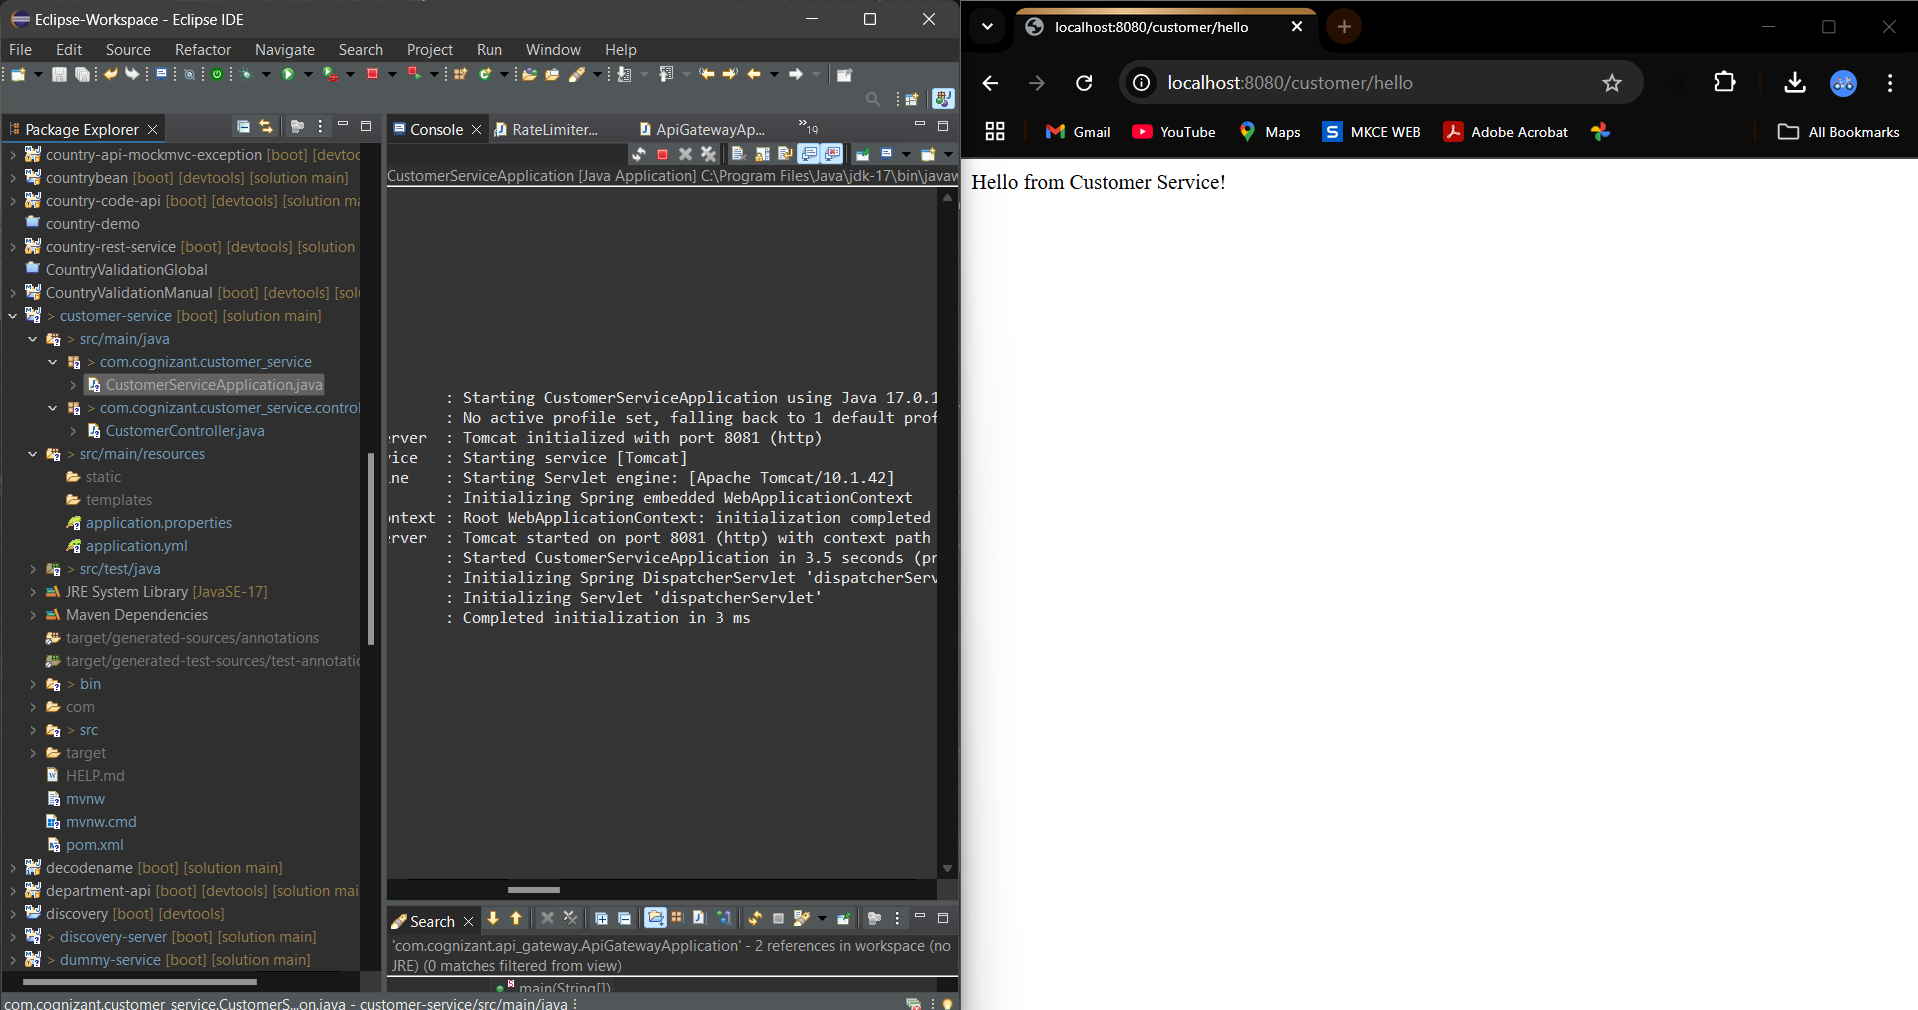 Eclipse-Workspace - Eclipse IDE
File Edit Source Refactor Navigate Search Project Run Window Help
Package Explorer
country-api-mockmvc-exception [boot] [devtoo
countrybean [boot] [devtools] [solution main]
country-code-api [boot] [devtools] [solution ma
country-demo
country-rest-service [boot] [devtools] [solution
CountryValidationGlobal
CountryValidationManual [boot] [devtools] [sol
> customer-service [boot] [solution main]
> src/main/java
> com.cognizant.customer_service
CustomerServiceApplication.java
> com.cognizant.customer_service.contro
CustomerController.java
> src/main/resources
static
templates
application.properties
application.yml
> src/test/java
JRE System Library [JavaSE-17]
Maven Dependencies
target/generated-sources/annotations
target/generated-test-sources/test-annotatio
> bin
com
> src
target
HELP.md
mvnw
mvnw.cmd
pom.xml
decodename [boot] [solution main]
department-api [boot] [devtools] [solution mai
discovery [boot] [devtools]
> discovery-server [boot] [solution main]
> dummy-service [boot] [solution main]
Console RateLimiter... ApiGatewayAp... »19
CustomerServiceApplication [Java Application] C:\Program Files\Java\jdk-17\bin\javaw
: Starting CustomerServiceApplication using Java 17.0.1
: No active profile set, falling back to 1 default prof
erver : Tomcat initialized with port 8081 (http)
vice : Starting service [Tomcat]
ine : Starting Servlet engine: [Apache Tomcat/10.1.42]
: Initializing Spring embedded WebApplicationContext
ontext : Root WebApplicationContext: initialization completed
erver : Tomcat started on port 8081 (http) with context path
: Started CustomerServiceApplication in 3.5 seconds (pr
: Initializing Spring DispatcherServlet 'dispatcherServ
: Initializing Servlet 'dispatcherServlet'
: Completed initialization in 3 ms
Search
'com.cognizant.api_gateway.ApiGatewayApplication' - 2 references in workspace (no
JRE) (0 matches filtered from view)
main(String[])
com.cognizant.customer_service.CustomerS...on.java - customer-service/src/main/java
localhost:8080/customer/hello
localhost:8080/customer/hello
Gmail YouTube Maps S MKCE WEB Adobe Acrobat All Bookmarks
Hello from Customer Service!